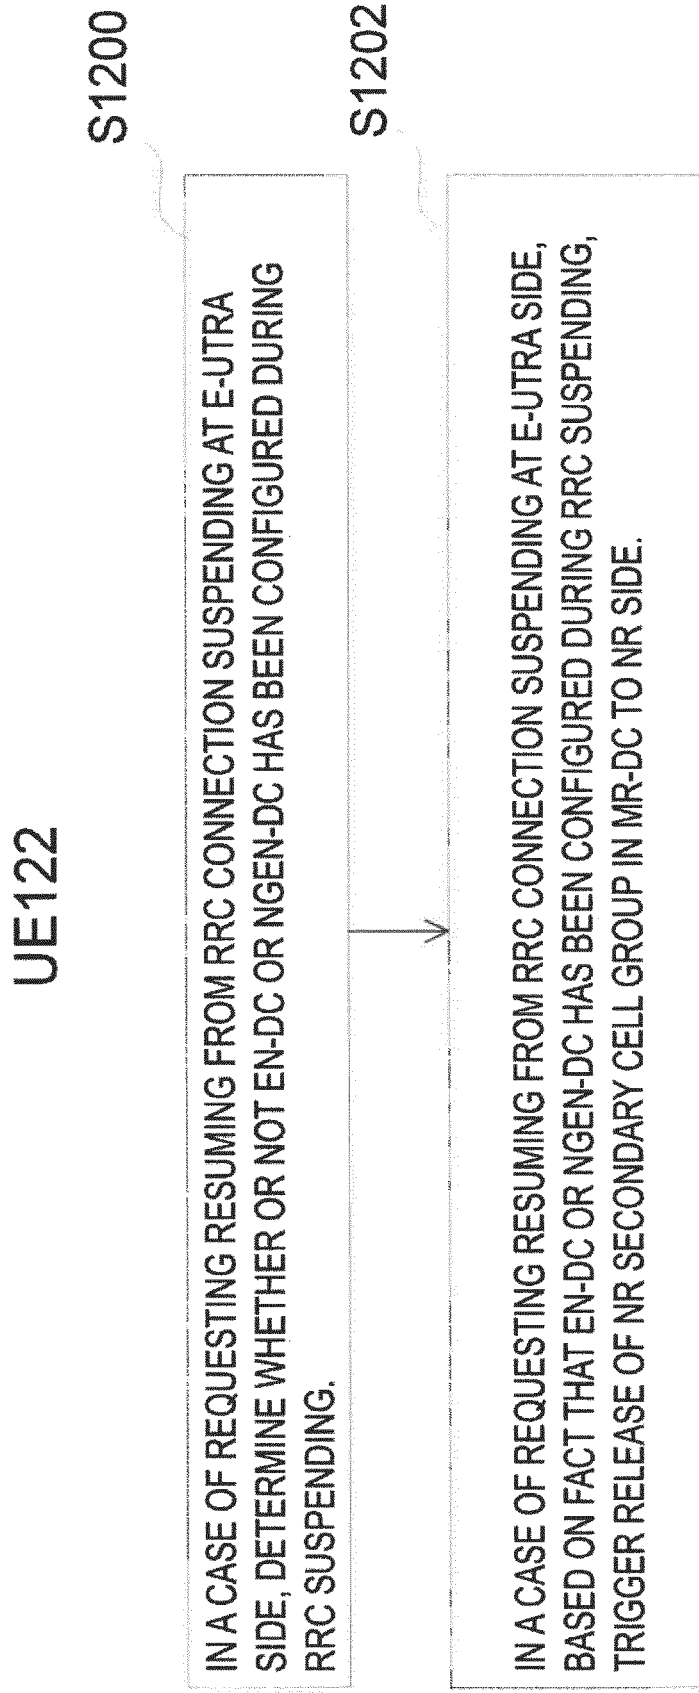 UE122
S1200
IN A CASE OF REQUESTING RESUMING FROM RRC CONNECTION SUSPENDING AT E-UTRA
SIDE, DETERMINE WHETHER OR NOT EN-DC OR NGEN-DC HAS BEEN CONFIGURED DURING
RRC SUSPENDING.
S1202
IN A CASE OF REQUESTING RESUMING FROM RRC CONNECTION SUSPENDING AT E-UTRA SIDE,
BASED ON FACT THAT EN-DC OR NGEN-DC HAS BEEN CONFIGURED DURING RRC SUSPENDING,
TRIGGER RELEASE OF NR SECONDARY CELL GROUP IN MR-DC TO NR SIDE.